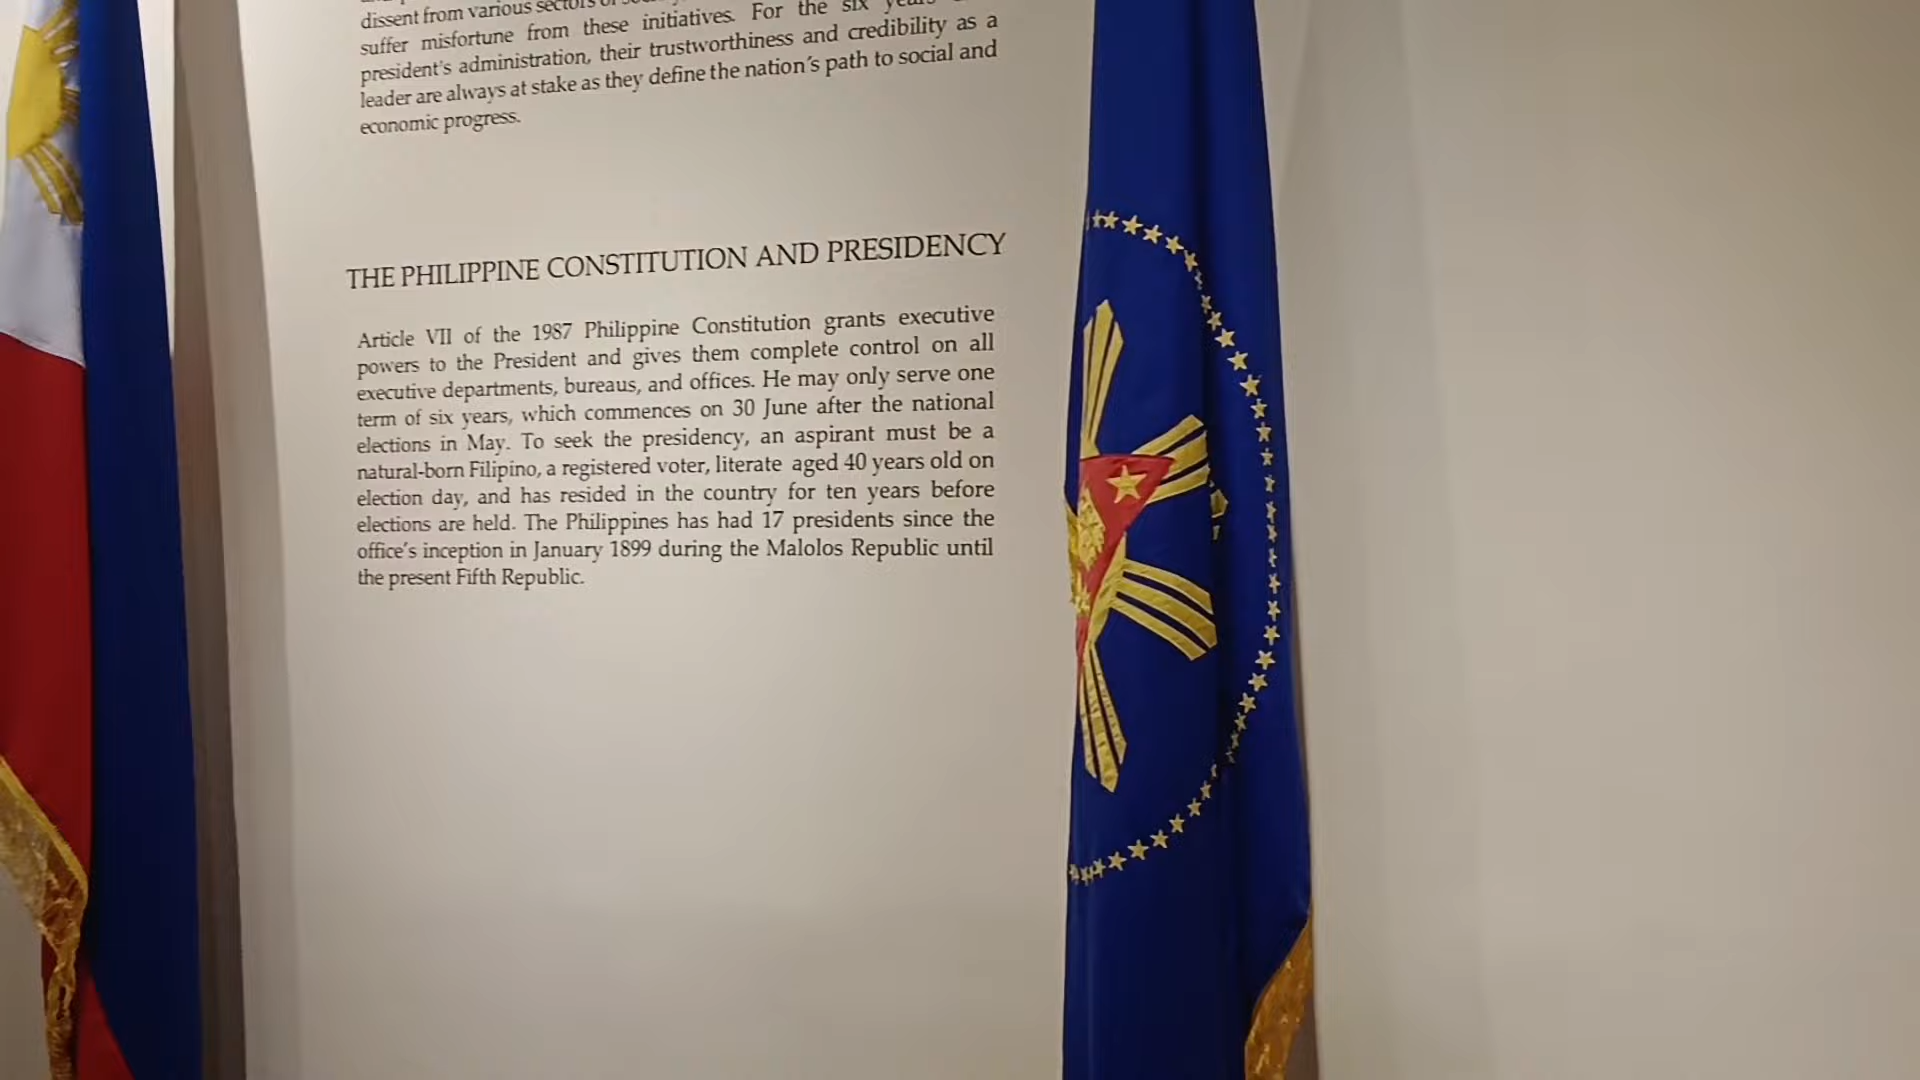 dissent from various sectors of
suffer misfortune from these initiatives. For the six years
president's administration, their trustworthiness and credibility as a
leader are always at stake as they define the nation's path to social and
economic progress.
THE PHILIPPINE CONSTITUTION AND PRESIDENCY
Article VII of the 1987 Philippine Constitution grants executive
powers to the President and gives them complete control on all
executive departments, bureaus, and offices. He may only serve one
term of six years, which commences on 30 June after the national
elections in May. To seek the presidency, an aspirant must be a
natural-born Filipino, a registered voter, literate aged 40 years old on
election day, and has resided in the country for ten years before
elections are held. The Philippines has had 17 presidents since the
office's inception in January 1899 during the Malolos Republic until
the present Fifth Republic.